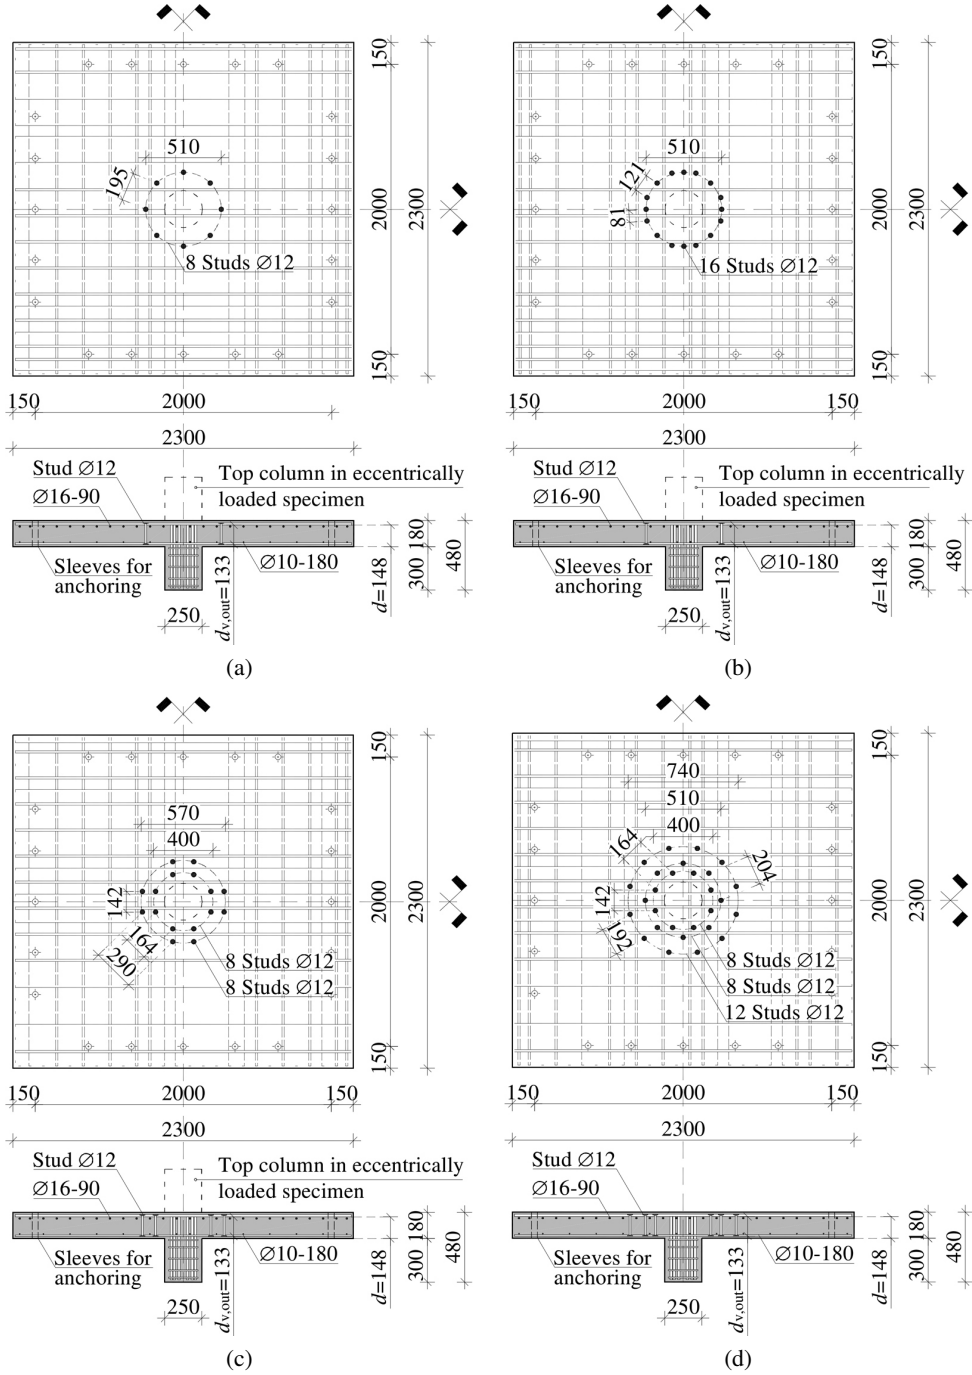 150
510
195
2000
2300
8 Studs Ø12
150
150
2000
2300
Stud Ø12
Ø16-90
Top column in eccentrically
loaded specimen
Sleeves for
anchoring
Ø10-180
250
d_v,out=133
d=148
300
180
480
(a)
150
510
121
81
2000
2300
16 Studs Ø12
150
150
2000
150
2300
Stud Ø12
Ø16-90
Top column in eccentrically
loaded specimen
Sleeves for
anchoring
Ø10-180
250
d_v,out=133
d=148
300
180
480
(b)
150
570
400
142
164
290
2000
2300
8 Studs Ø12
8 Studs Ø12
150
150
2000
150
2300
Stud Ø12
Ø16-90
Top column in eccentrically
loaded specimen
Sleeves for
anchoring
Ø10-180
250
d_v,out=133
d=148
300
180
480
(c)
150
740
510
400
164
204
142
192
2000
2300
8 Studs Ø12
8 Studs Ø12
12 Studs Ø12
150
150
2000
150
2300
Stud Ø12
Ø16-90
Sleeves for
anchoring
Ø10-180
250
d_v,out=133
d=148
300
180
480
(d)